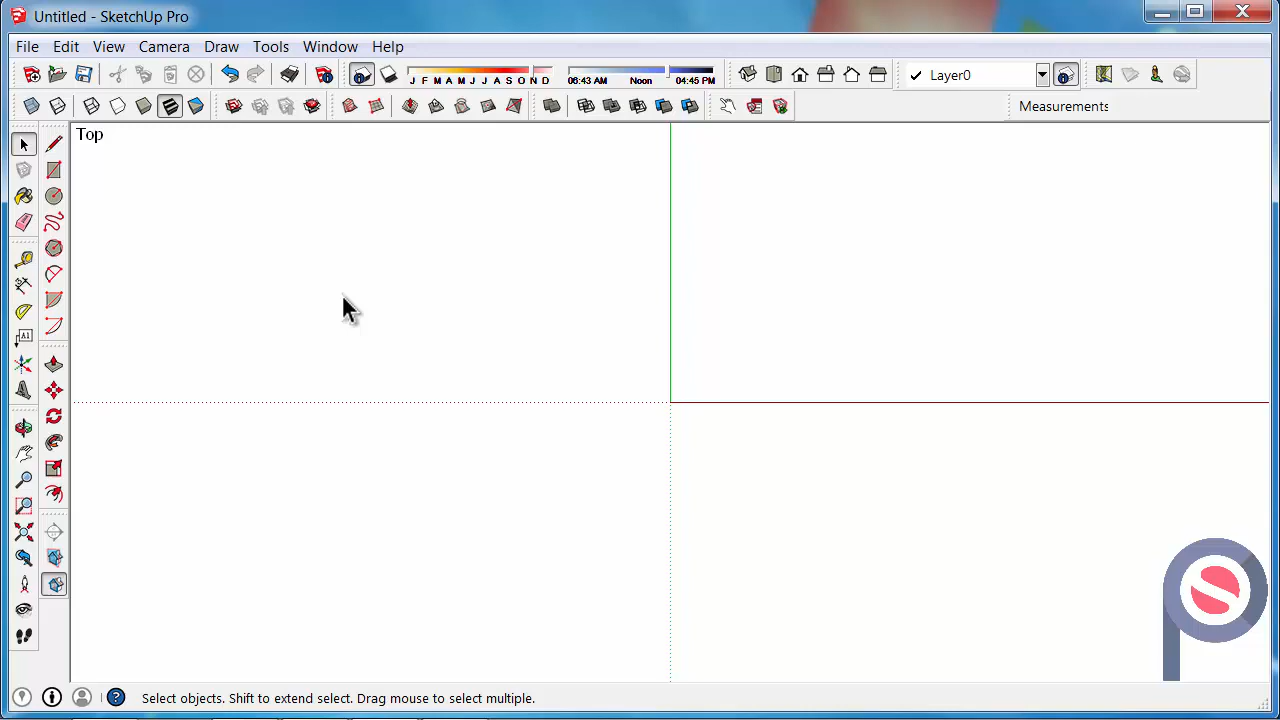 Untitled - SketchUp Pro
File Edit View Camera Draw Tools Window Help
J F M A M J J A S O N D 06:43 AM Noon 04:45 PM Layer0
Measurements
Top
A1
Select objects. Shift to extend select. Drag mouse to select multiple.